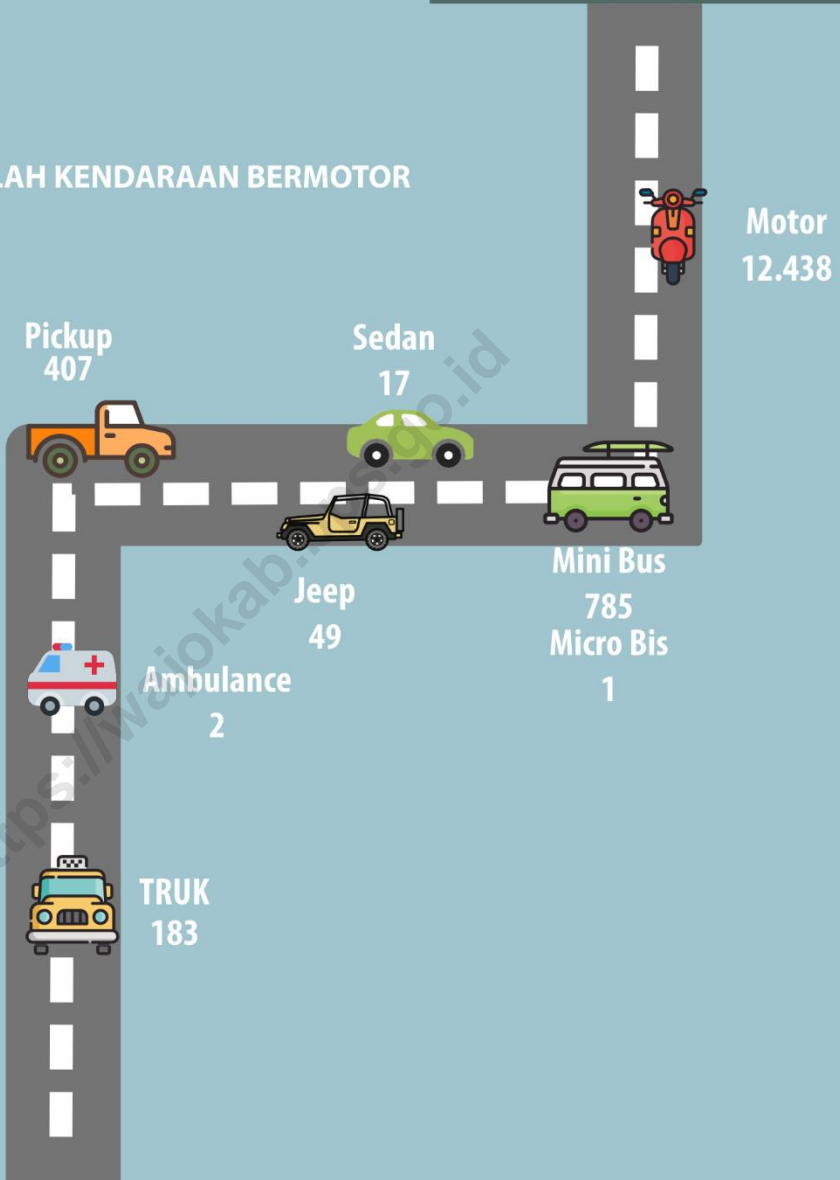 LAH KENDARAAN BERMOTOR
Motor
12.438
Pickup
407
Sedan
17
Jeep
49
Mini Bus
785
Micro Bis
1
Ambulance
2
TRUK
183